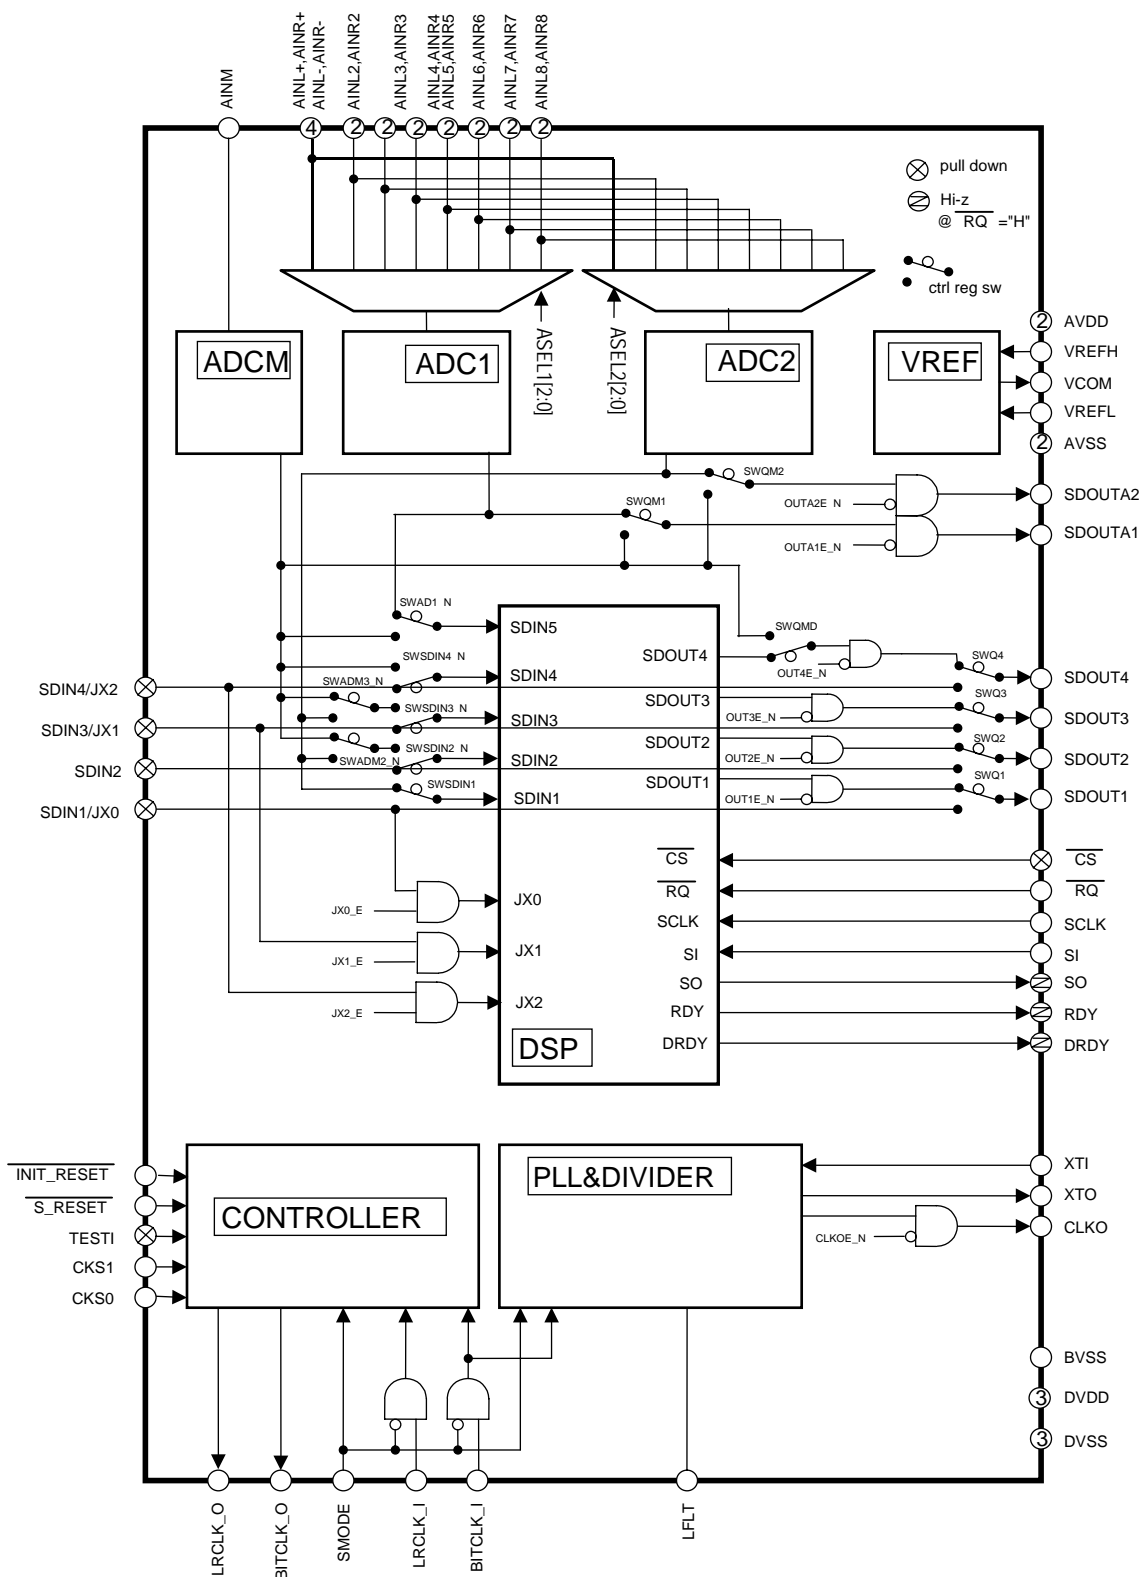 AINM
AINL+,AINR+
AINL-,AINR-
AINL2,AINR2
AINL3,AINR3
AINL4,AINR4
AINL5,AINR5
AINL6,AINR6
AINL7,AINR7
AINL8,AINR8
4 2 2 2 2 2 2 2
pull down
Hi-z
@ RQ ="H"
ctrl reg sw
ADCM
ADC1
ASEL1[2:0]
ASEL2[2:0]
ADC2
VREF
2 AVDD
VREFH
VCOM
VREFL
2 AVSS
SWQM2
OUTA2E_N
SDOUTA2
SWQM1
OUTA1E_N
SDOUTA1
SWAD1_N
SDIN5
SWQMD
SWSDIN4_N
SDIN4
SDOUT4
OUT4E_N
SWQ4
SDOUT4
SDIN4/JX2
SWADM3_N
SWSDIN3_N
SDIN3
SDOUT3
OUT3E_N
SWQ3
SDOUT3
SDIN3/JX1
SWSDIN2_N
SWADM2_N
SDIN2
SDOUT2
OUT2E_N
SWQ2
SDOUT2
SDIN2
SWSDIN1
SDIN1
SDOUT1
OUT1E_N
SWQ1
SDOUT1
SDIN1/JX0
CS
CS
JX0_E
JX0
RQ
RQ
SCLK
SCLK
JX1_E
JX1
SI
SI
SO
SO
JX2_E
JX2
RDY
RDY
DSP
DRDY
DRDY
INIT_RESET
S_RESET
TESTI
CKS1
CKS0
CONTROLLER
PLL&DIVIDER
XTI
XTO
CLKOE_N
CLKO
BVSS
3 DVDD
3 DVSS
LRCLK_O
BITCLK_O
SMODE
LRCLK_I
BITCLK_I
LFLT